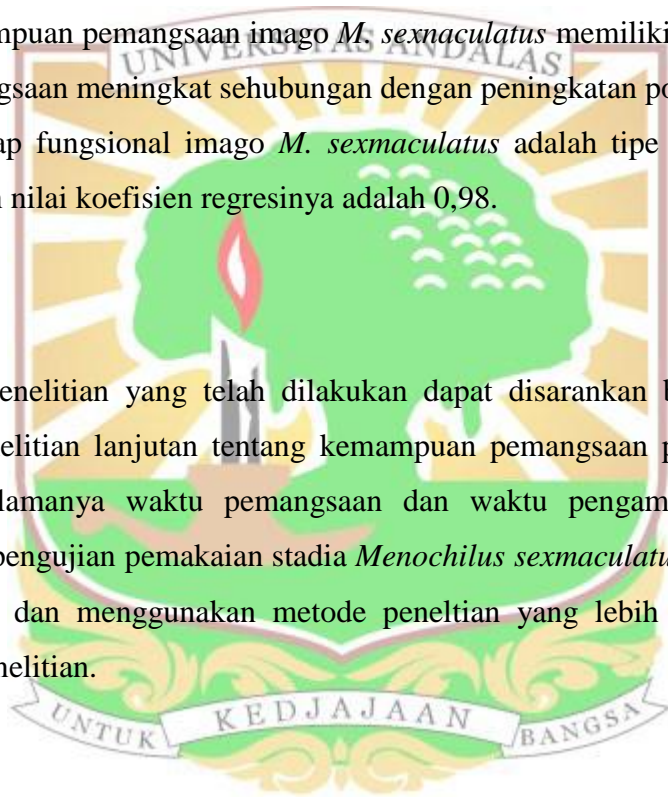 mpuan pemangsaan imago M. sexnaculatus memiliki
UNIVERSITAS ANDALAS
gsaan meningkat sehubungan dengan peningkatan po
ap fungsional imago M. sexmaculatus adalah tipe
n nilai koefisien regresinya adalah 0,98.
enelitian yang telah dilakukan dapat disarankan b
elitian lanjutan tentang kemampuan pemangsaan p
lamanya waktu pemangsaan dan waktu pengam
pengujian pemakaian stadia Menochilus sexmaculatu
dan menggunakan metode peneltian yang lebih
nelitian.
UNTUK KEDJAJAAN BANGSA